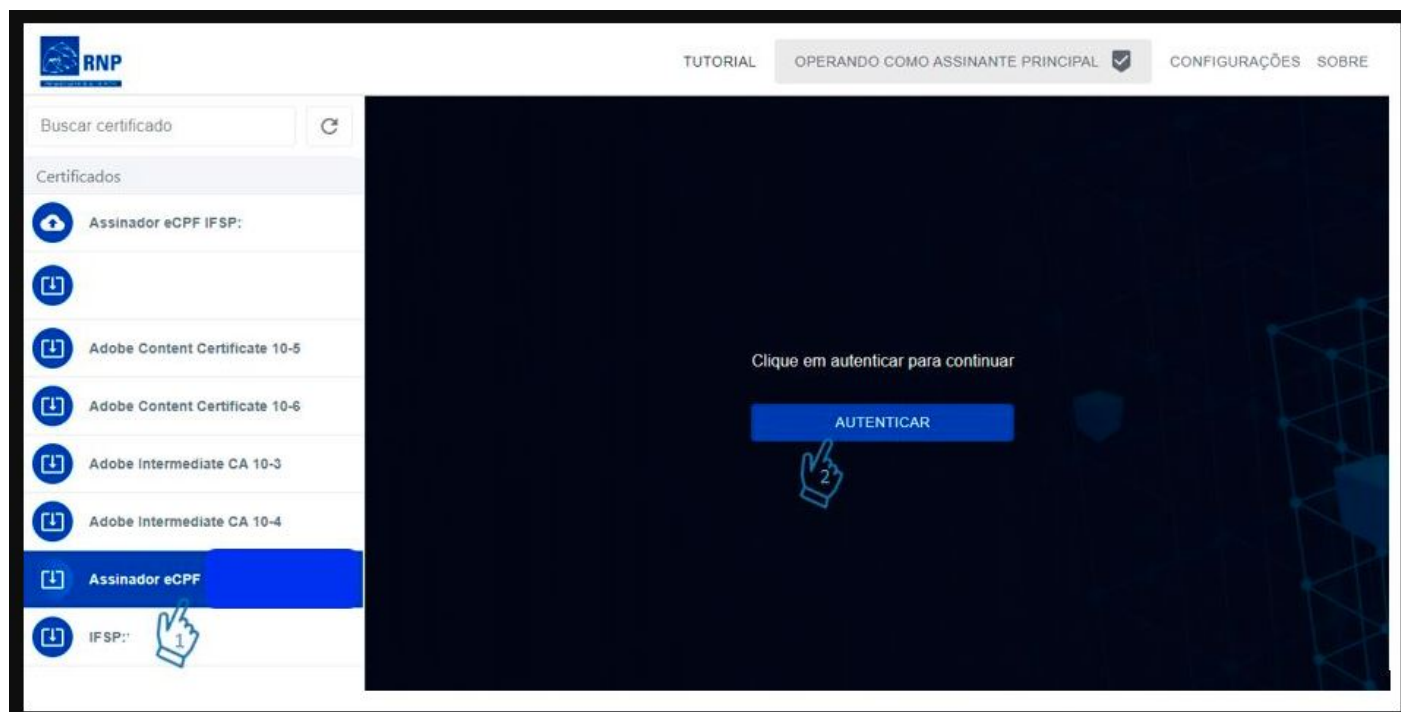 RNP
TUTORIAL
OPERANDO COMO ASSINANTE PRINCIPAL
CONFIGURAÇÕES
SOBRE
Buscar certificado
Certificados
Assinador eCPF IFSP:
Adobe Content Certificate 10-5
Adobe Content Certificate 10-6
Adobe Intermediate CA 10-3
Adobe Intermediate CA 10-4
Assinador eCPF
1
IFSP:
Clique em autenticar para continuar
AUTENTICAR
2